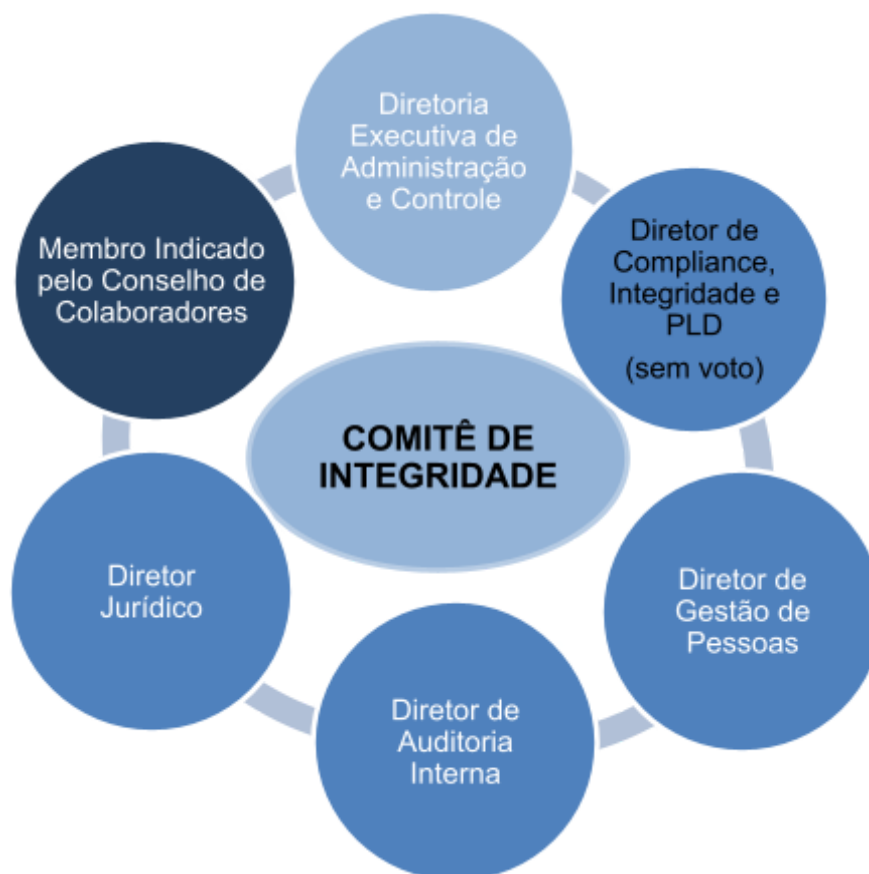 Diretoria
Executiva de
Administração
e Controle
Diretor de
Compliance,
Integridade e
PLD
(sem voto)
Membro Indicado
pelo Conselho de
Colaboradores
COMITÊ DE
INTEGRIDADE
Diretor
Jurídico
Diretor de
Gestão de
Pessoas
Diretor de
Auditoria
Interna